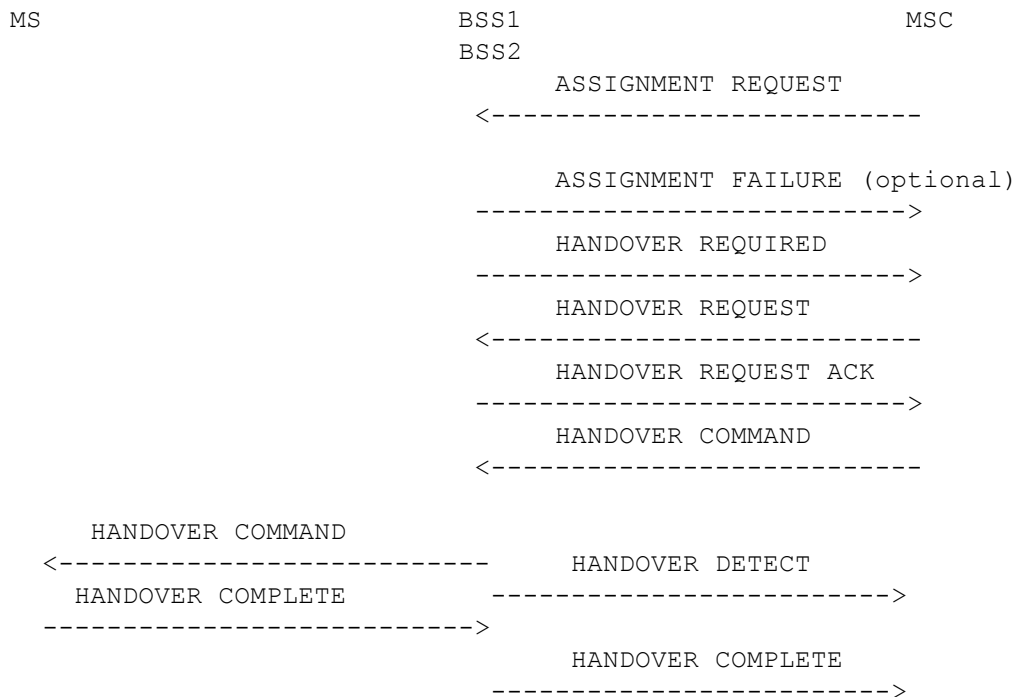 MS BSS1 MSC
BSS2
ASSIGNMENT REQUEST
<---------------------------
ASSIGNMENT FAILURE (optional)
--------------------------->
HANDOVER REQUIRED
--------------------------->
HANDOVER REQUEST
<---------------------------
HANDOVER REQUEST ACK
--------------------------->
HANDOVER COMMAND
<---------------------------
HANDOVER COMMAND
<--------------------------- HANDOVER DETECT
HANDOVER COMPLETE ------------------------->
--------------------------->
HANDOVER COMPLETE
------------------------->